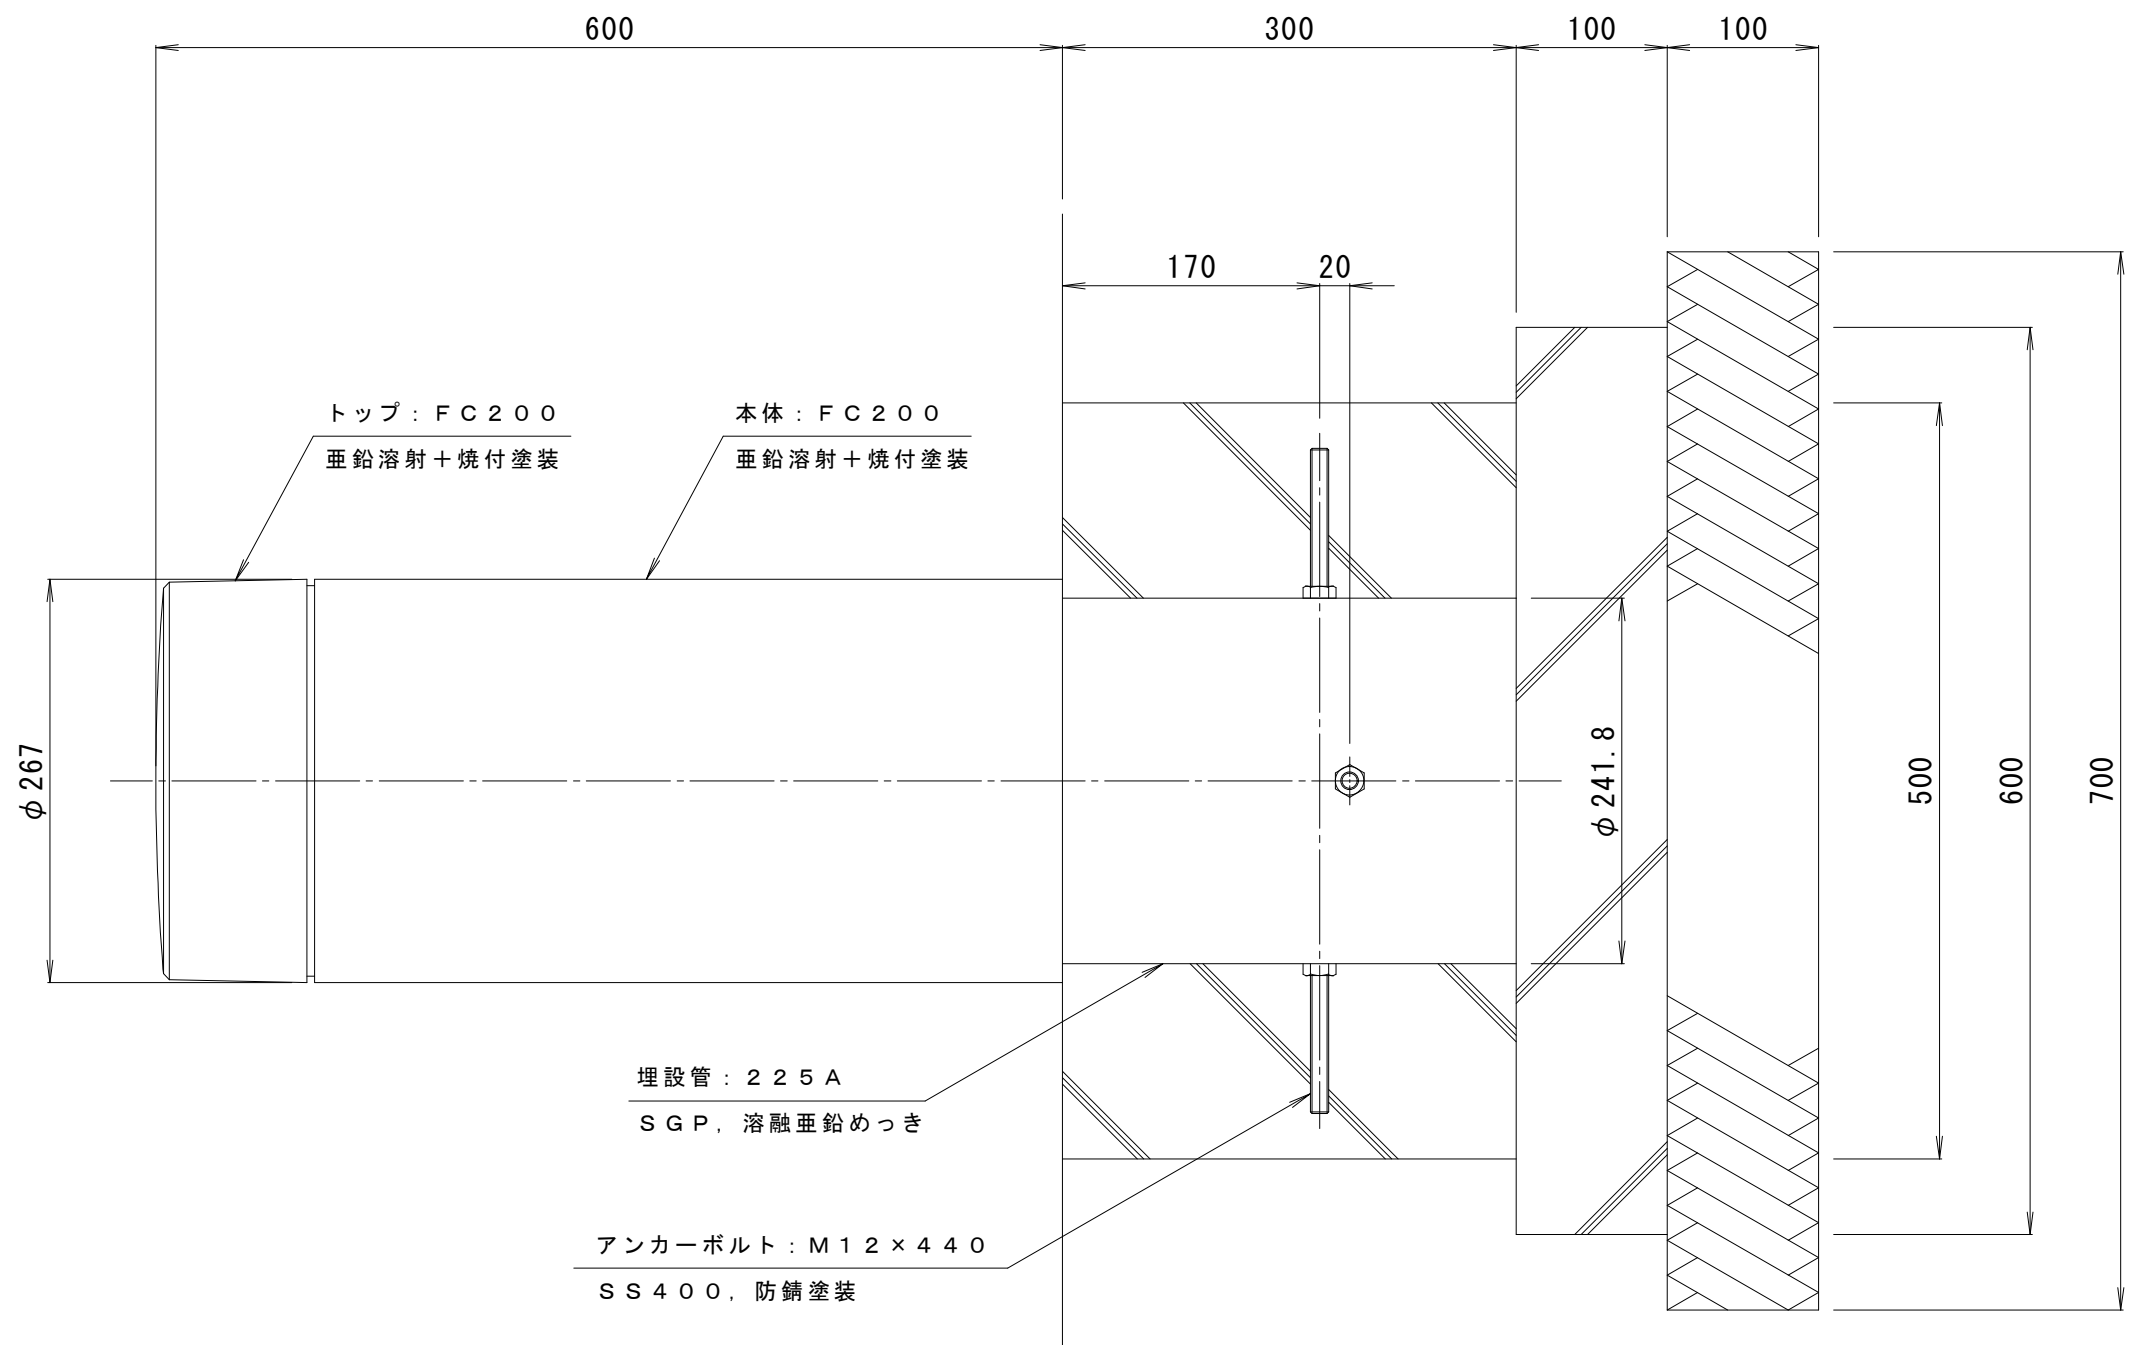 600
300
100
100
170
20
トップ：ＦＣ２００
亜鉛溶射＋焼付塗装
本体：ＦＣ２００
亜鉛溶射＋焼付塗装
φ267
φ241.8
500
600
700
埋設管：２２５Ａ
ＳＧＰ，溶融亜鉛めっき
アンカーボルト：Ｍ１２×４４０
ＳＳ４００，防錆塗装